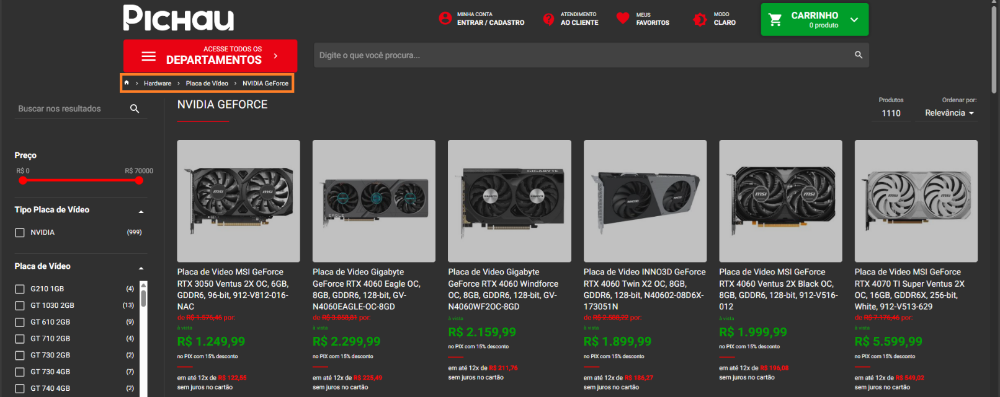 PICHAU
MINHA CONTA
ENTRAR / CADASTRO
ATENDIMENTO
AO CLIENTE
MEUS
FAVORITOS
MODO
CLARO
CARRINHO
0 produto
ACESSE TODOS OS
DEPARTAMENTOS
Digite o que você procura...
Hardware > Placa de Vídeo > NVIDIA GeForce
Buscar nos resultados
NVIDIA GEFORCE
Produtos
1110
Ordenar por:
Relevância
Preço
R$ 0 R$ 70000
Tipo Placa de Vídeo
NVIDIA (999)
Placa de Vídeo
G210 1GB (4)
GT 1030 2GB (13)
GT 610 2GB (9)
GT 710 2GB (4)
GT 730 2GB (2)
GT 730 4GB (7)
GT 740 4GB (2)
msi msi
Placa de Video MSI GeForce
RTX 3050 Ventus 2X OC, 6GB,
GDDR6, 96-bit, 912-V812-016-
NAC
de R$ 1.576,46 por:
à vista
R$ 1.249,99
no PIX com 15% desconto
em até 12x de R$ 122,55
sem juros no cartão
EAGLE
Placa de Video Gigabyte
GeForce RTX 4060 Eagle OC,
8GB, GDDR6, 128-bit, GV-
N4060EAGLE-OC-8GD
de R$ 3.058,81 por:
à vista
R$ 2.299,99
no PIX com 15% desconto
em até 12x de R$ 225,49
sem juros no cartão
GIGABYTE
GIGABYTE GIGABYTE
Placa de Video Gigabyte
GeForce RTX 4060 Windforce
OC, 8GB, GDDR6, 128-bit, GV-
N4060WF2OC-8GD
à vista
R$ 2.159,99
no PIX com 15% desconto
em até 12x de R$ 211,76
sem juros no cartão
INNO3D INNO3D
Placa de Video INNO3D GeForce
RTX 4060 Twin X2 OC, 8GB,
GDDR6, 128-bit, N40602-08D6X-
173051N
de R$ 2.588,22 por:
à vista
R$ 1.899,99
no PIX com 15% desconto
em até 12x de R$ 186,27
sem juros no cartão
msi msi
Placa de Video MSI GeForce
RTX 4060 Ventus 2X Black OC,
8GB, GDDR6, 128-bit, 912-V516-
012
à vista
R$ 1.999,99
no PIX com 15% desconto
em até 12x de R$ 196,08
sem juros no cartão
msi msi
Placa de Video MSI GeForce
RTX 4070 TI Super Ventus 2X
OC, 16GB, GDDR6X, 256-bit,
White, 912-V513-629
de R$ 7.176,46 por:
à vista
R$ 5.599,99
no PIX com 15% desconto
em até 12x de R$ 549,02
sem juros no cartão